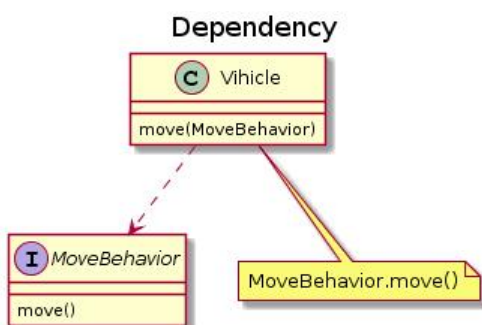 Dependency
C Vihicle
move(MoveBehavior)
I MoveBehavior
move()
MoveBehavior.move()